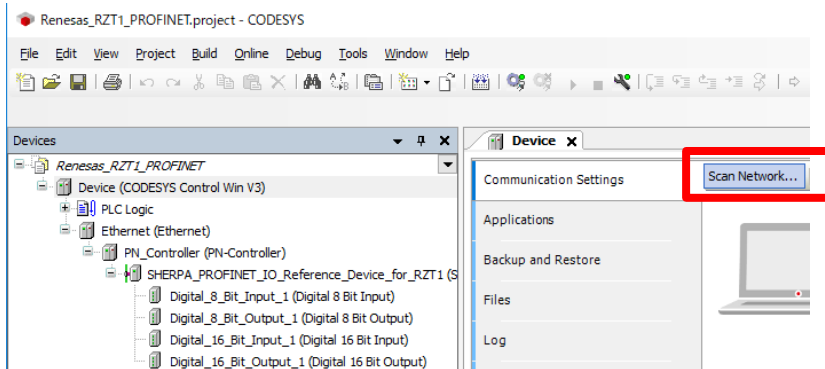 Renesas_RZT1_PROFINET.project - CODESYS
File Edit View Project Build Online Debug Tools Window Help
Devices
Renesas_RZT1_PROFINET
Device (CODESYS Control Win V3)
PLC Logic
Ethernet (Ethernet)
PN_Controller (PN-Controller)
SHERPA_PROFINET_IO_Reference_Device_for_RZT1 (S
Digital_8_Bit_Input_1 (Digital 8 Bit Input)
Digital_8_Bit_Output_1 (Digital 8 Bit Output)
Digital_16_Bit_Input_1 (Digital 16 Bit Input)
Digital_16_Bit_Output_1 (Digital 16 Bit Output)
Device
Communication Settings
Applications
Backup and Restore
Files
Log
Scan Network...